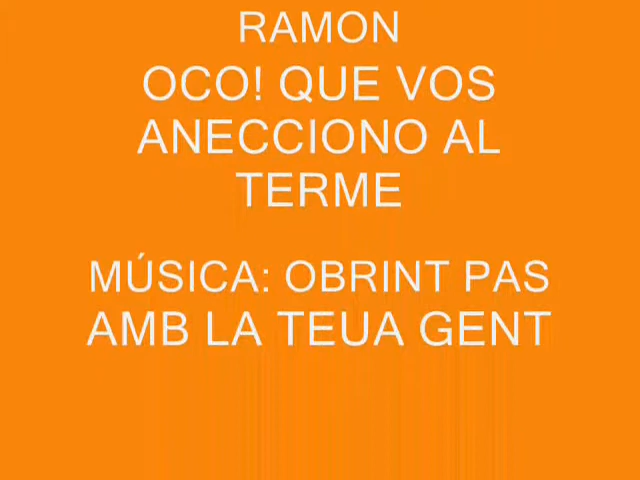 RAMON
OCO! QUE VOS
ANECCIONO AL
TERME
MÚSICA: OBRINT PAS
AMB LA TEUA GENT